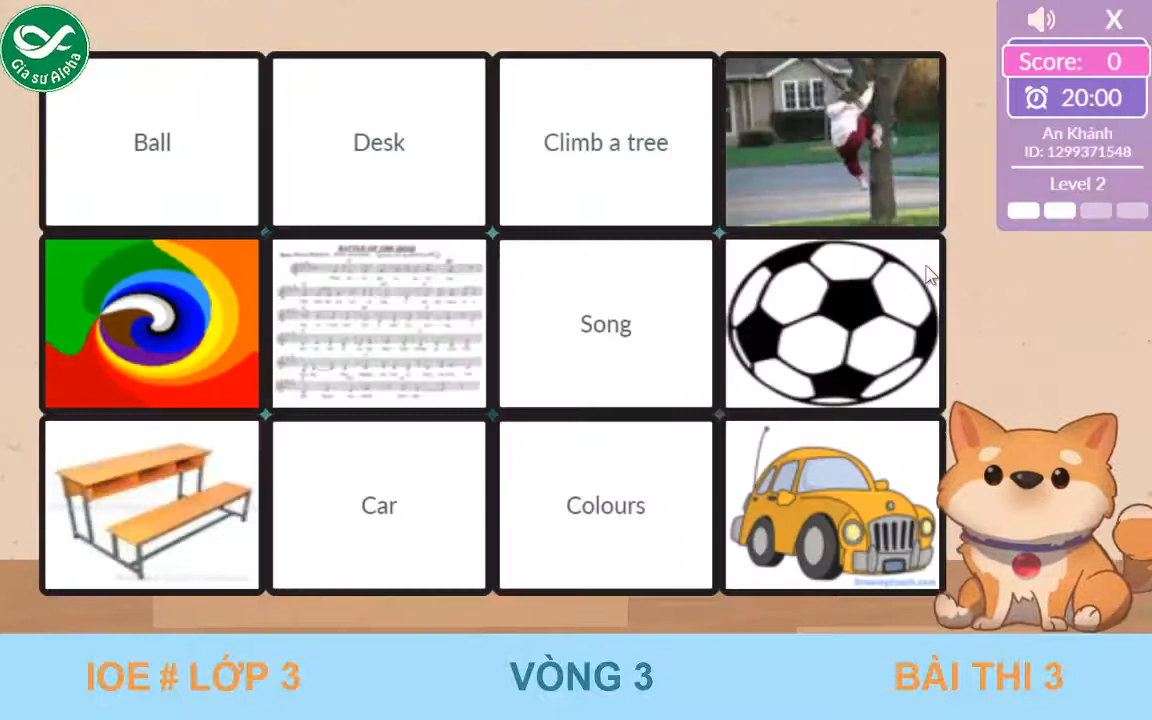 Gia sư Alpha
X
Score: 0
20:00
An Khánh
ID: 1299371548
Level 2
Ball
Desk
Climb a tree
Song
Car
Colours
IOE # LỚP 3
VÒNG 3
BÀI THI 3